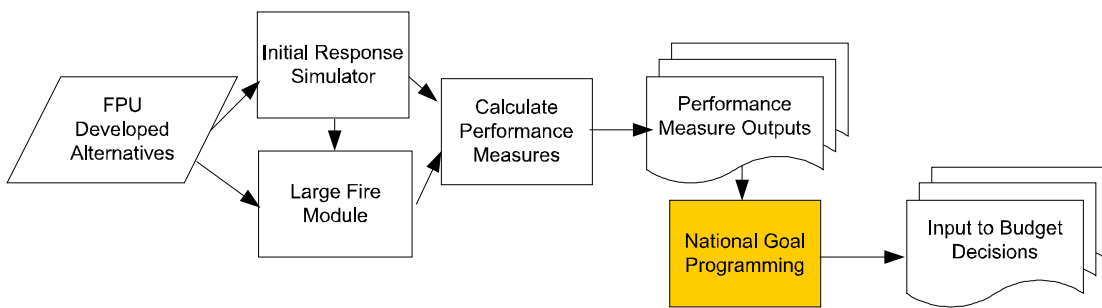 FPU
Developed
Alternatives
Initial Response
Simulator
Large Fire
Module
Calculate
Performance
Measures
Performance
Measure Outputs
National Goal
Programming
Input to Budget
Decisions